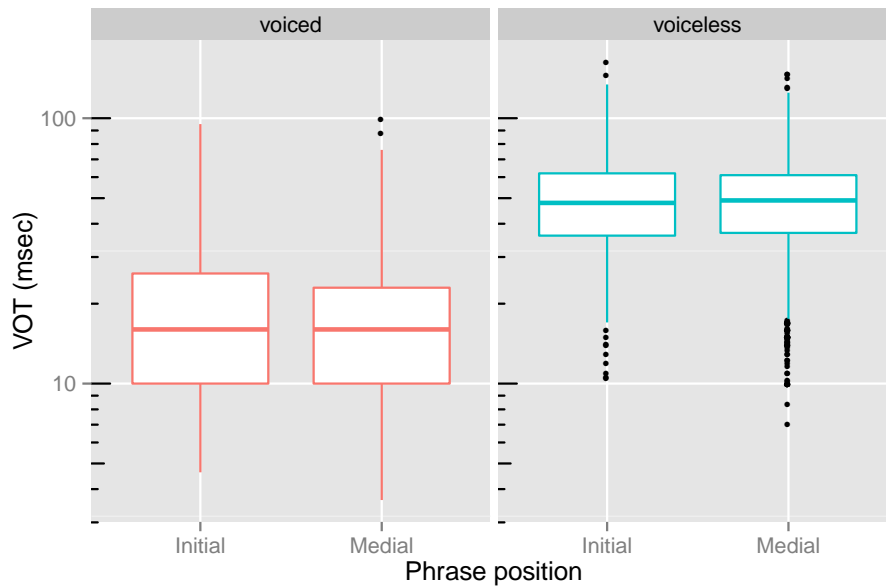 voiced voiceless
VOT (msec)
100
10
Initial Medial Initial Medial
Phrase position